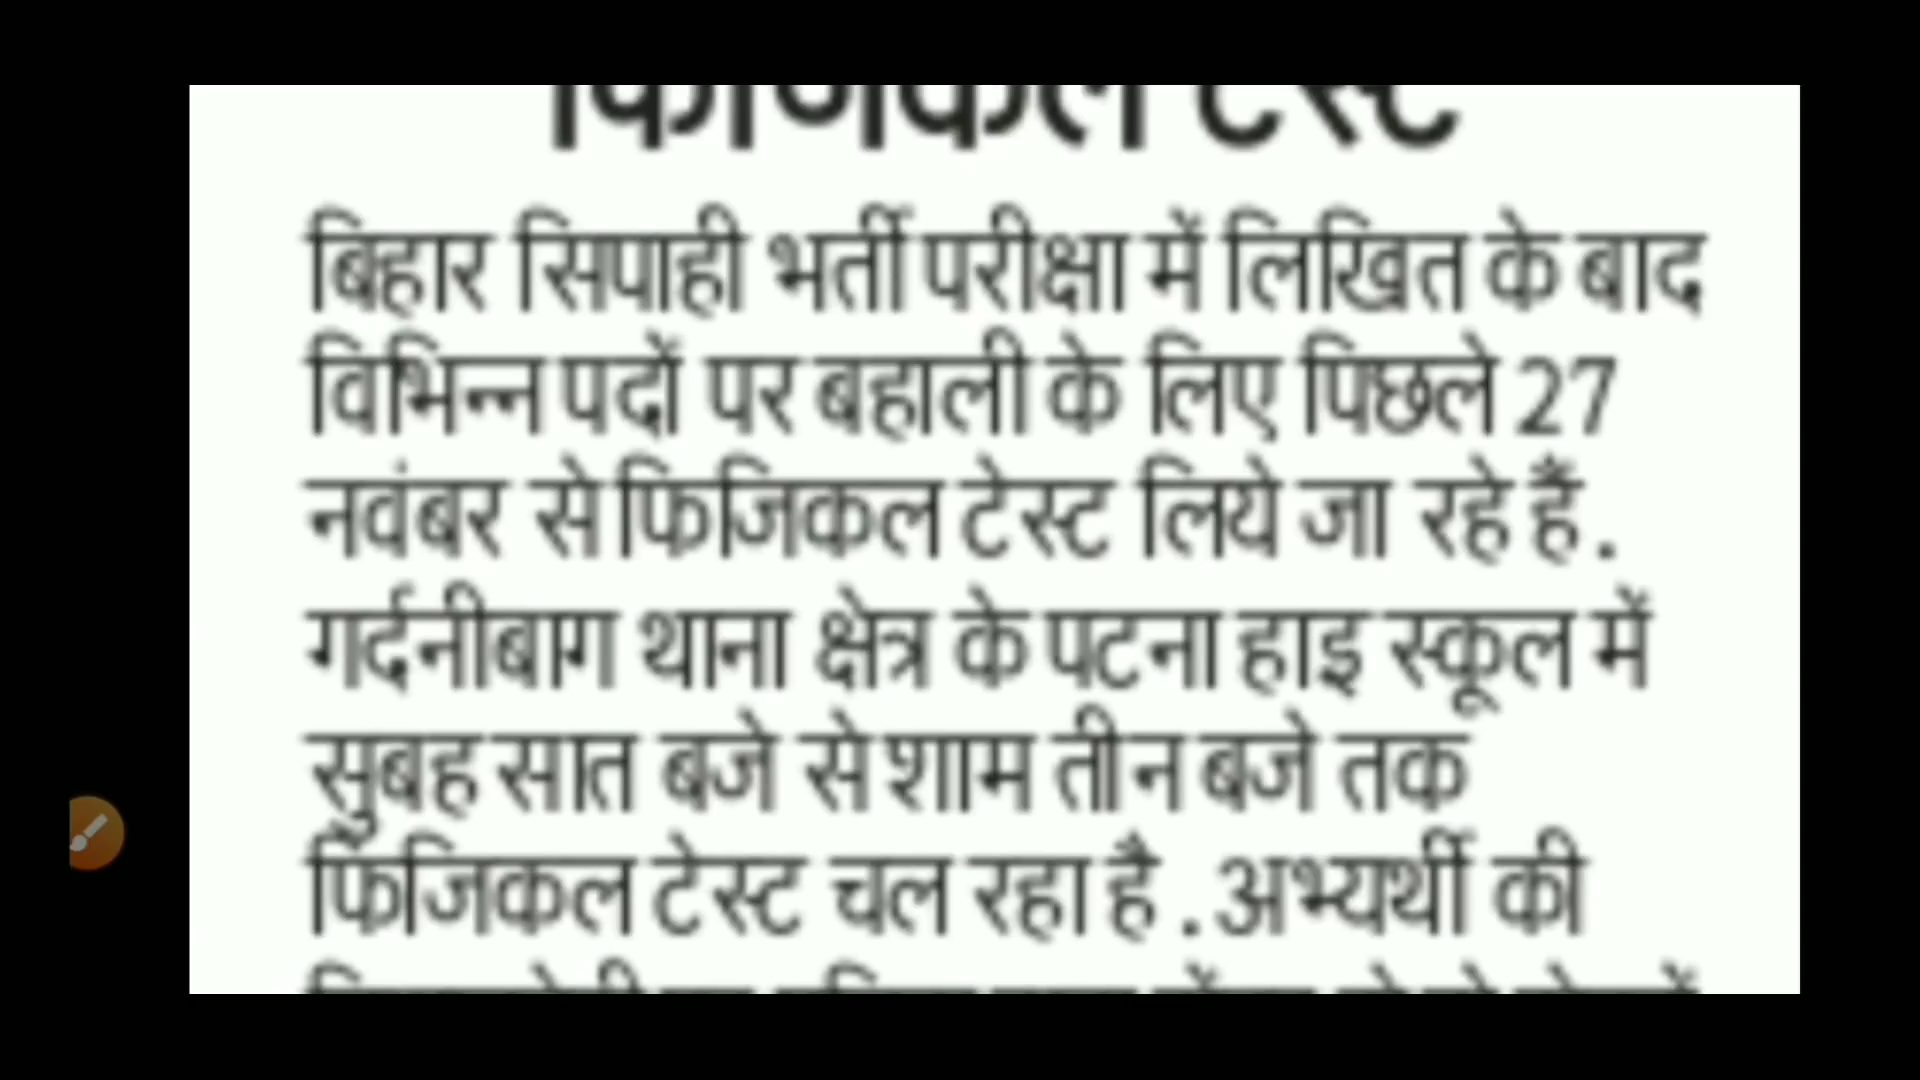 फिजिकल टेस्ट
बिहार सिपाही भर्ती परीक्षा में लिखित के बाद
विभिन्न पदों पर बहाली के लिए पिछले 27
नवंबर से फिजिकल टेस्ट लिये जा रहे हैं.
गर्दनीबाग थाना क्षेत्र के पटना हाइ स्कूल में
सुबह सात बजे से शाम तीन बजे तक
फिजिकल टेस्ट चल रहा है. अभ्यर्थी की